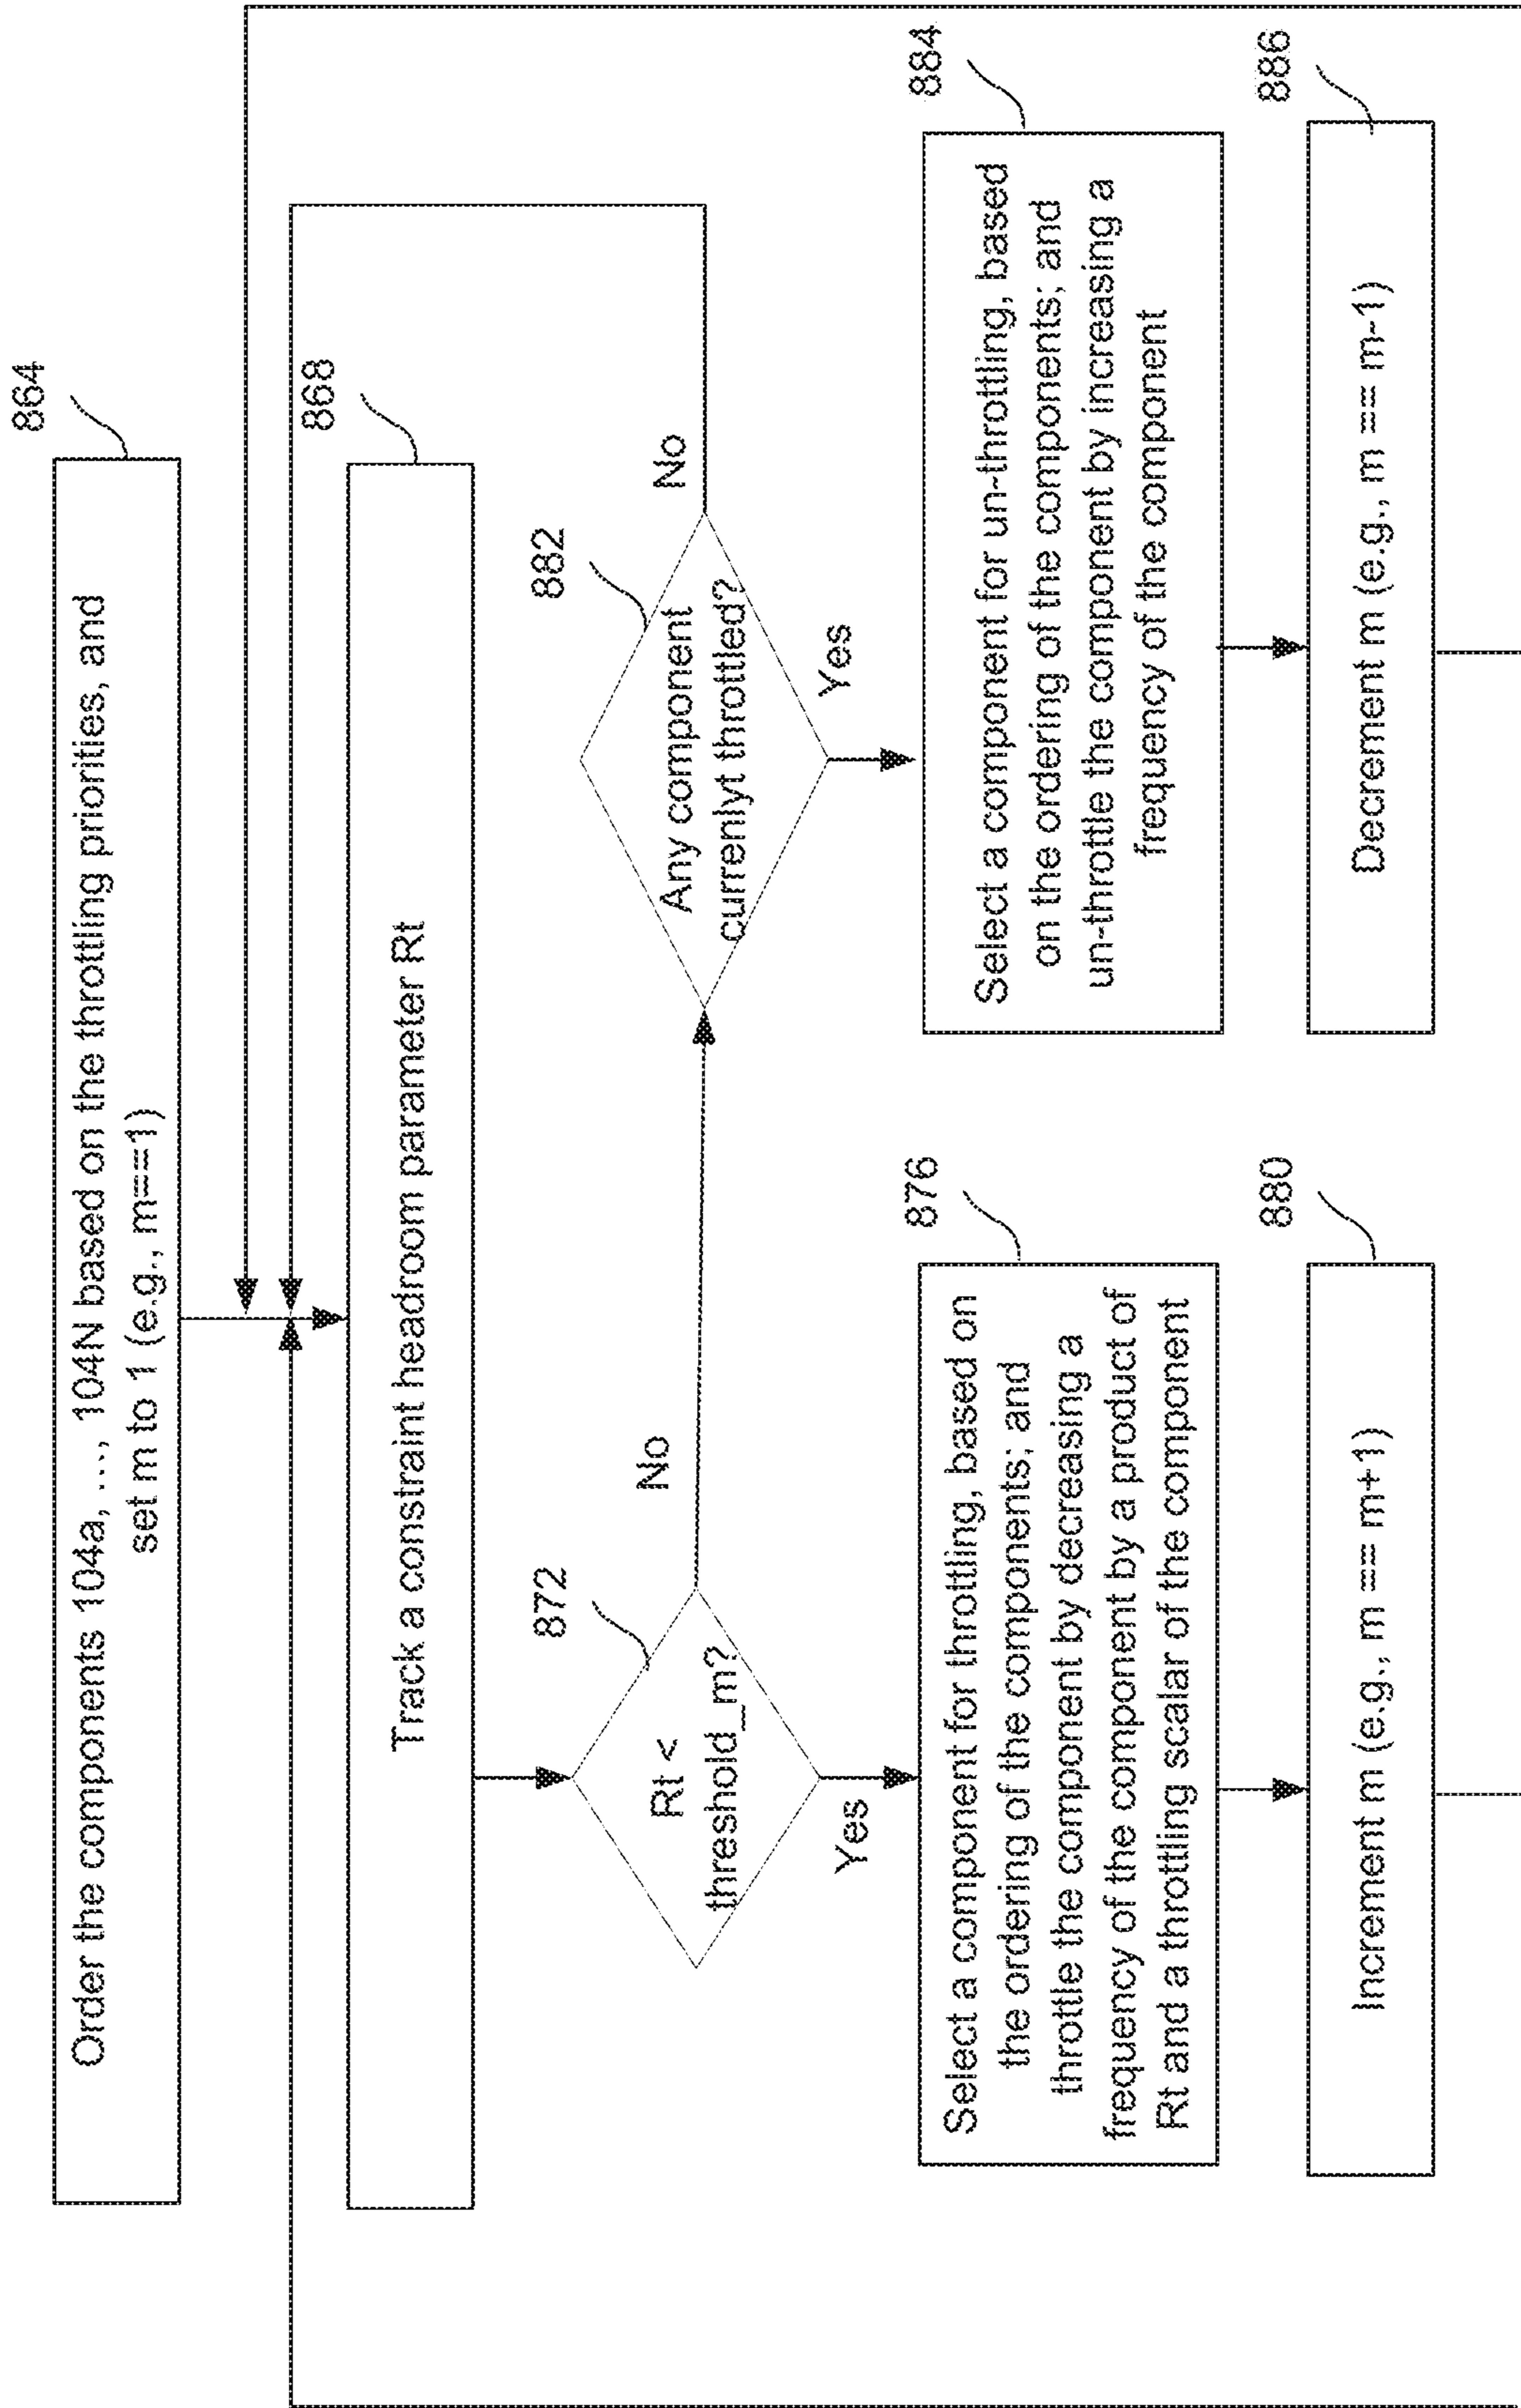 864
Order the components 104a, ..., 104N based on the throttling priorities, and
set m to 1 (e.g., m==1)
868
Track a constraint headroom parameter Rt
872
Rt <
threshold_m?
No
Yes
882
Any component
currenlyt throttled?
No
Yes
876
Select a component for throttling, based on
the ordering of the components; and
throttle the component by decreasing a
frequency of the component by a product of
Rt and a throttling scalar of the component
880
Increment m (e.g., m == m+1)
884
Select a component for un-throttling, based
on the ordering of the components; and
un-throttle the component by increasing a
frequency of the component
886
Decrement m (e.g., m == m-1)